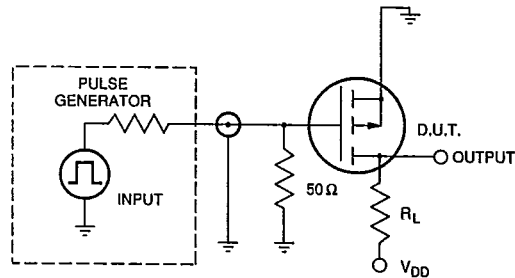 PULSE
GENERATOR
INPUT
50Ω
D.U.T.
OUTPUT
RL
VDD